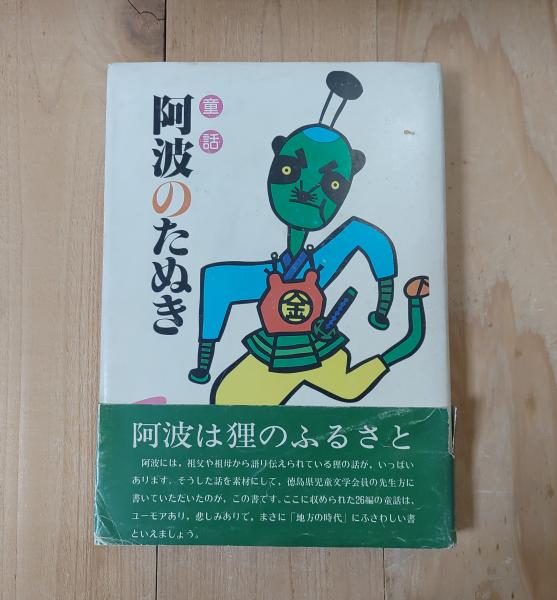 童話
阿波のたぬき
金
阿波は狸のふるさと
阿波には，祖父や祖母から語り伝えられている狸の話が，いっぱい
あります。そうした話を素材にして，徳島県児童文学会員の先生方に
書いていただいたのが，この書です。ここに収められた26編の童話は，
ユーモアあり，悲しみありで，まさに「地方の時代」にふさわしい書
といえましょう。